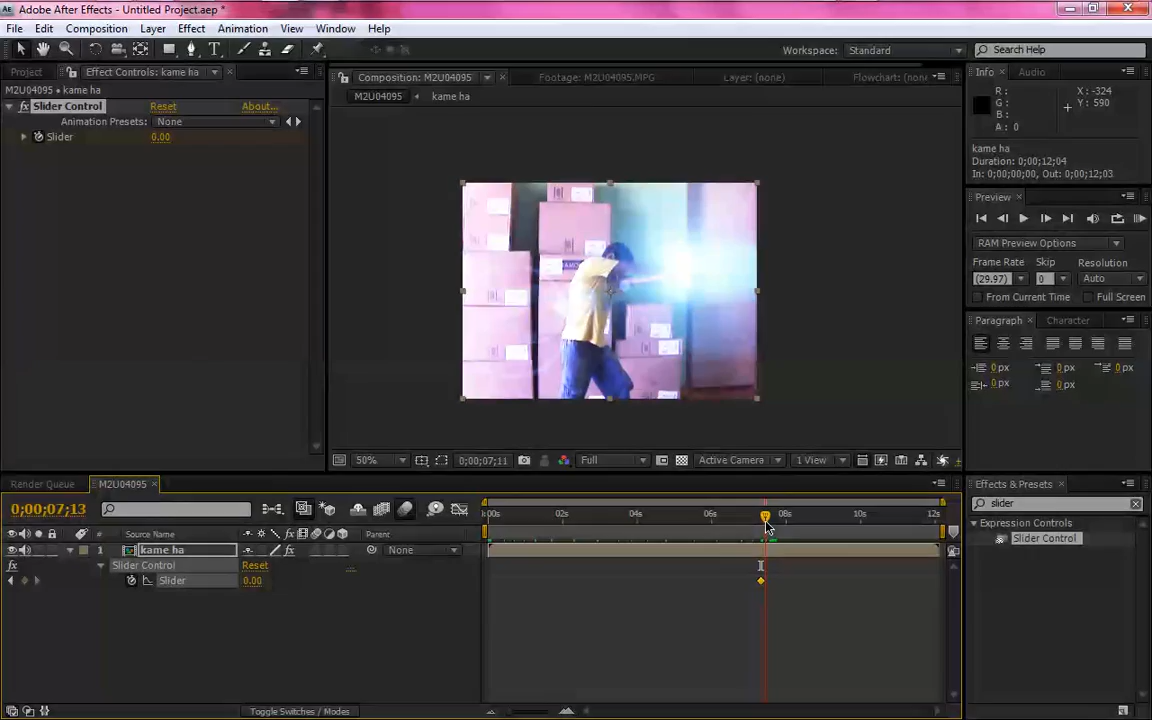 Adobe After Effects - Untitled Project.aep *
File Edit Composition Layer Effect Animation View Window Help
Workspace: Standard Search Help
Project Effect Controls: kame ha
Composition: M2U04095 Footage: M2U04095.MPG Layer: (none) Flowchart: (non
Info Audio
M2U04095 • kame ha
M2U04095 kame ha
fx Slider Control Reset About...
Animation Presets: None
Slider 0.00
R : X : -324
G : Y : 590
B :
A : 0
kame ha
Duration: 0;00;12;04
In: 0;00;00;00, Out: 0;00;12;03
Preview
RAM Preview Options
Frame Rate Skip Resolution
(29.97) 0 Auto
From Current Time Full Screen
Paragraph Character
0 px 0 px 0 px
0 px 0 px
50% 0;00;07;11 Full Active Camera 1 View
Render Queue M2U04095
0;00;07;13
00s 02s 04s 06s 08s 10s 12s
# Source Name Parent
1 kame ha None
fx Slider Control Reset
Slider 0.00
Toggle Switches / Modes
Effects & Presets
slider
Expression Controls
Slider Control